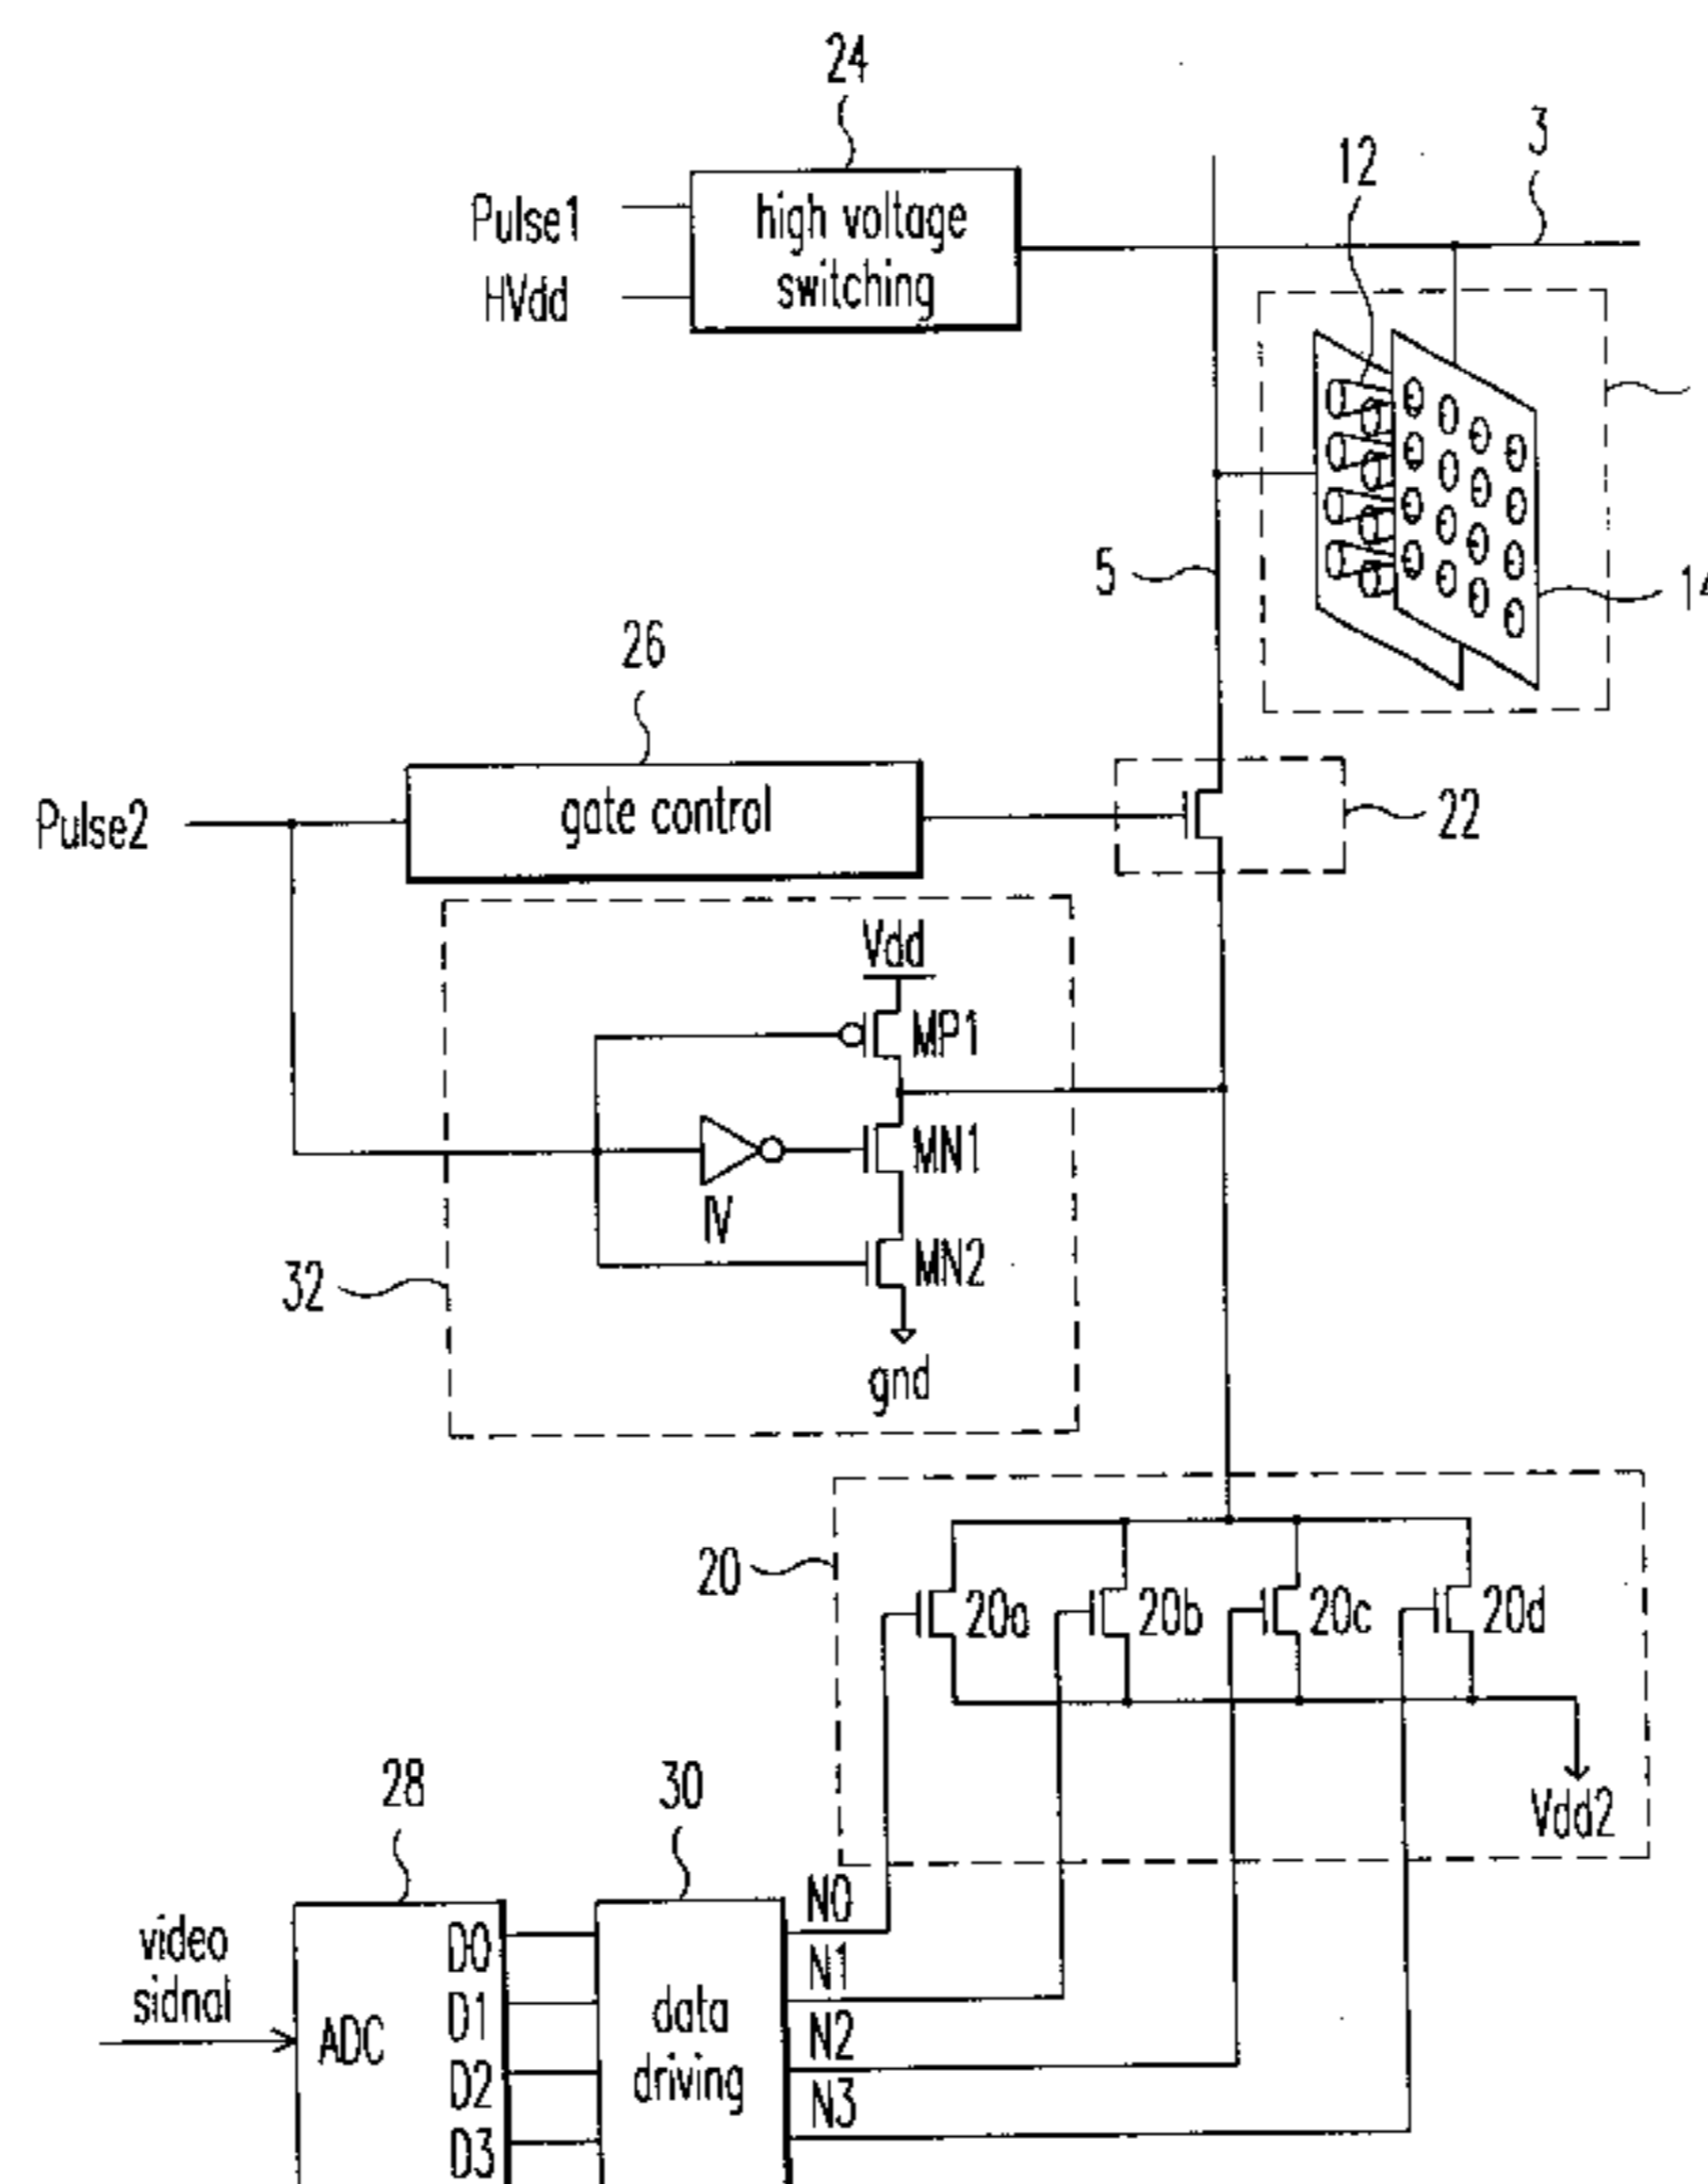 24
3
12
Pulse1
HVdd
high voltage
switching
5
14
26
Pulse2
gate control
22
Vdd
MP1
MN1
IV
MN2
32
gnd
20
20a
20b
20c
20d
Vdd2
28
30
N0
N1
N2
N3
video
sidnal
ADC
D0
D1
D2
D3
data
driving